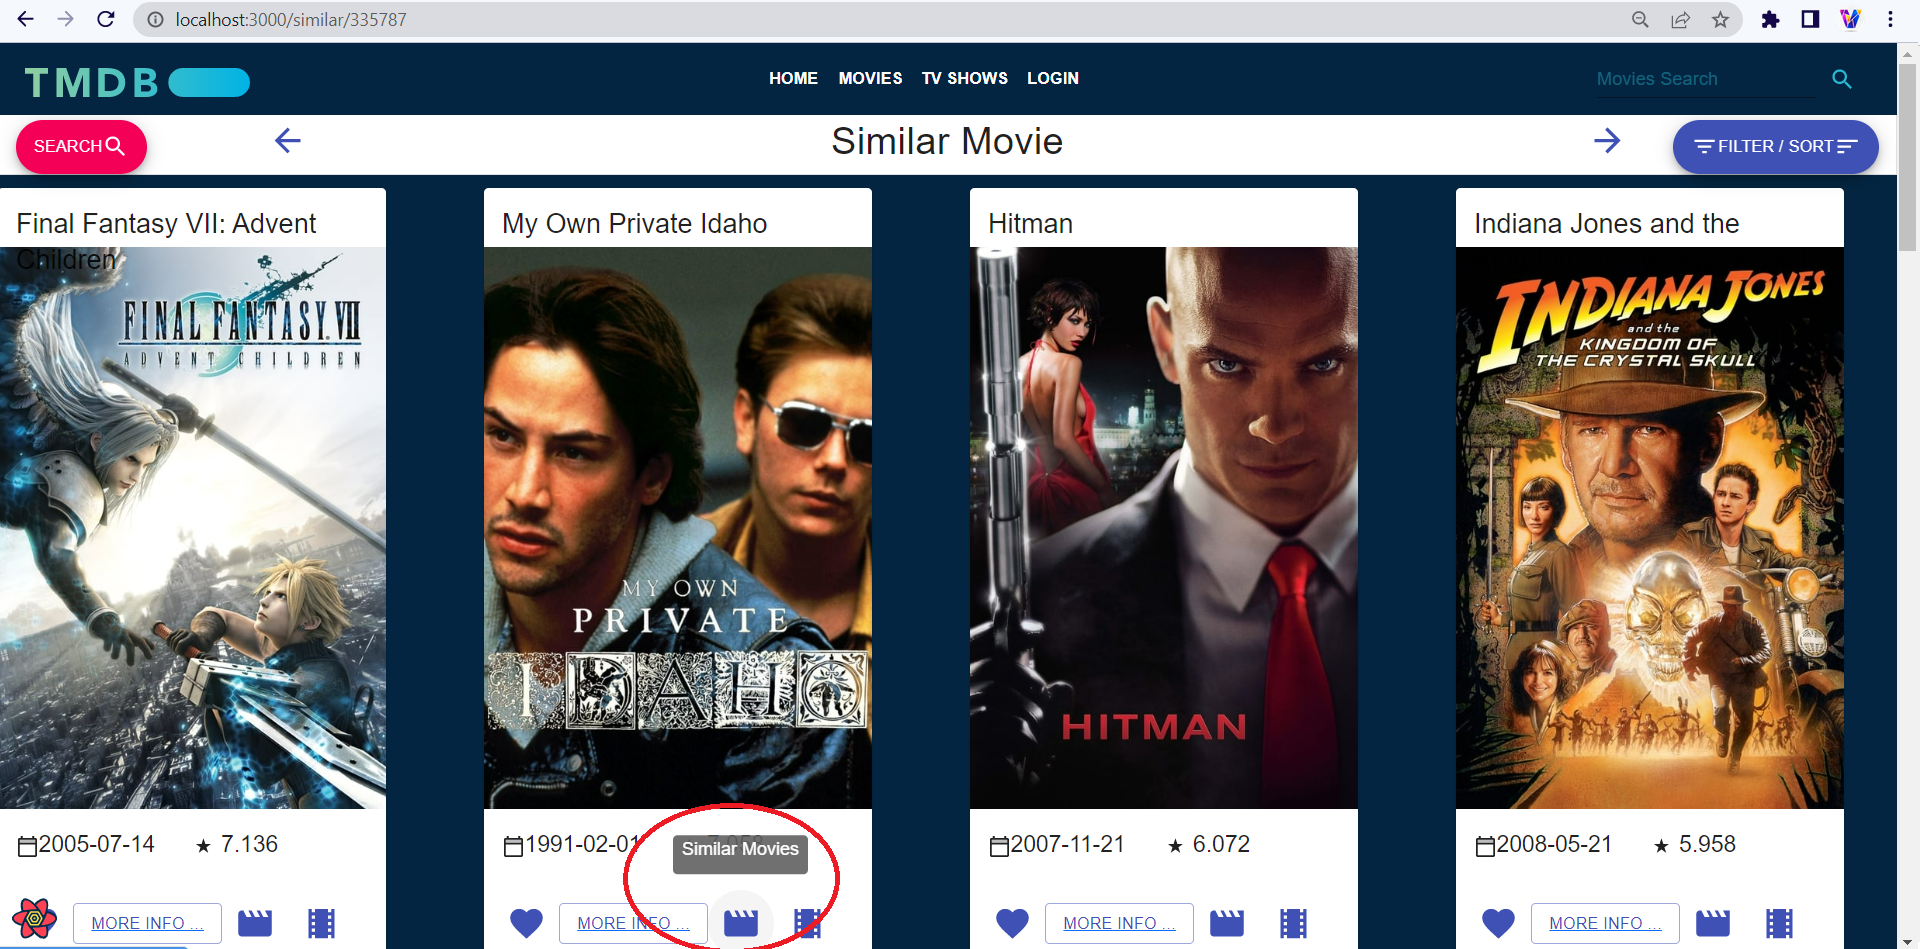 localhost:3000/similar/335787
TMDB
HOME MOVIES TV SHOWS LOGIN
Movies Search
SEARCH
Similar Movie
FILTER / SORT
Final Fantasy VII: Advent
Children
My Own Private Idaho
Hitman
Indiana Jones and the
FINAL FANTASY VII
ADVENT CHILDREN
MY OWN
PRIVATE
IDAHO
HITMAN
INDIANA JONES
and the
KINGDOM OF
THE CRYSTAL SKULL
2005-07-14 7.136
1991-02-01
Similar Movies
2007-11-21 6.072
2008-05-21 5.958
MORE INFO ...
MORE INFO ...
MORE INFO ...
MORE INFO ...